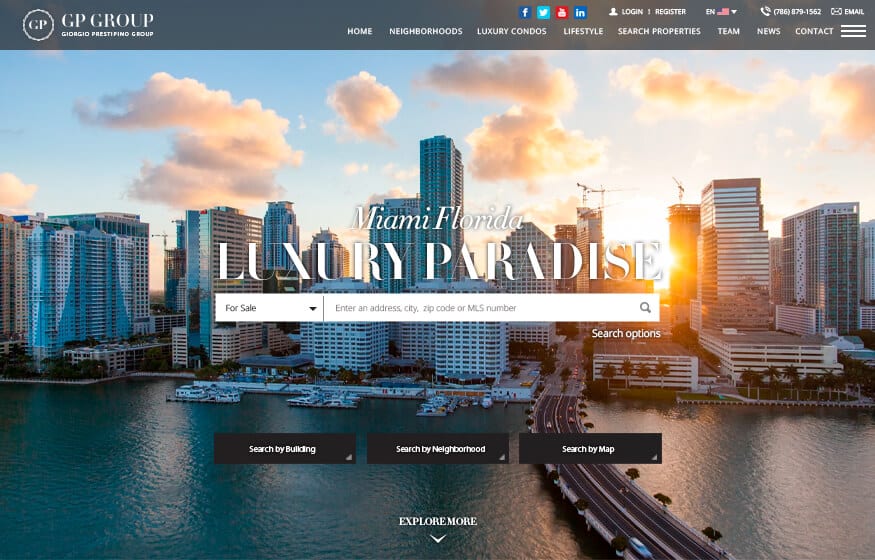 GP
GP GROUP
GIORGIO PRESTIPINO GROUP
LOGIN | REGISTER
EN
(786) 879-1562
EMAIL
HOME
NEIGHBORHOODS
LUXURY CONDOS
LIFESTYLE
SEARCH PROPERTIES
TEAM
NEWS
CONTACT
Miami Florida
LUXURY PARADISE
For Sale
Enter an address, city, zip code or MLS number
Search options
Search by Building
Search by Neighborhood
Search by Map
EXPLORE MORE